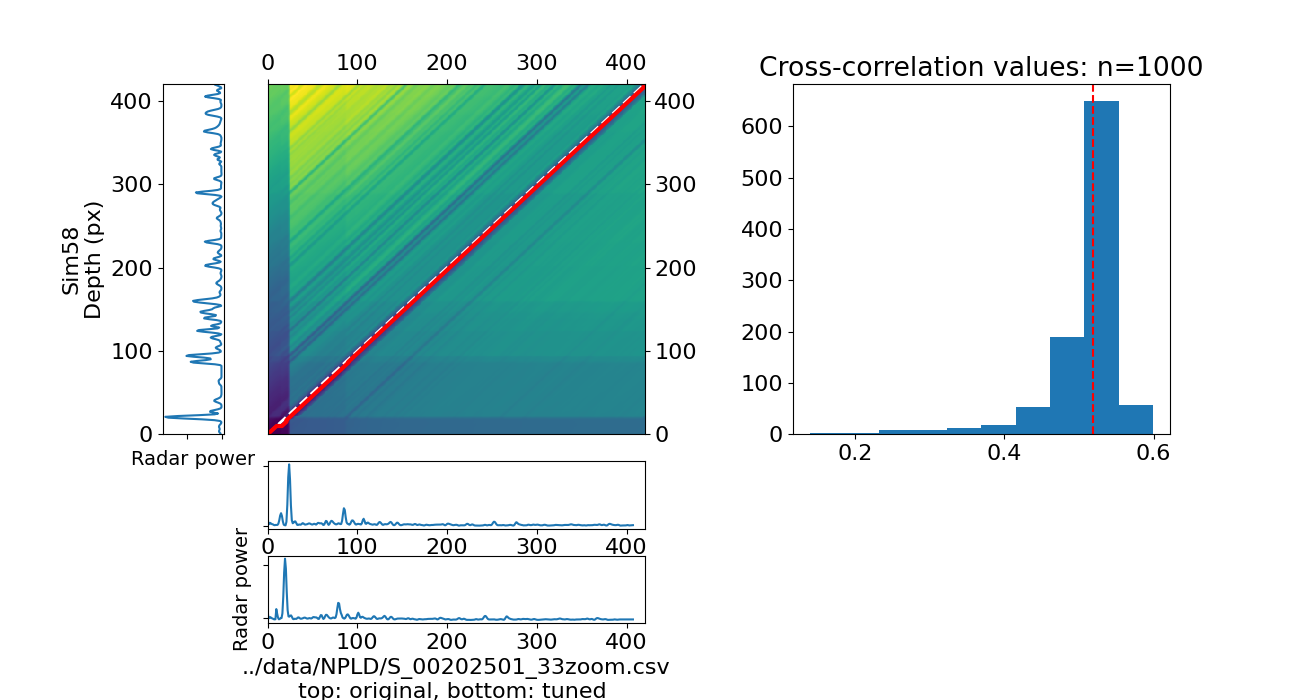 0 100 200 300 400
Cross-correlation values: n=1000
400
300
200
100
0
Sim58
Depth (px)
Radar power
400
300
200
100
0
600
500
400
300
200
100
0
0.2 0.4 0.6
0 100 200 300 400
Radar power
0 100 200 300 400
../data/NPLD/S_00202501_33zoom.csv
top: original, bottom: tuned